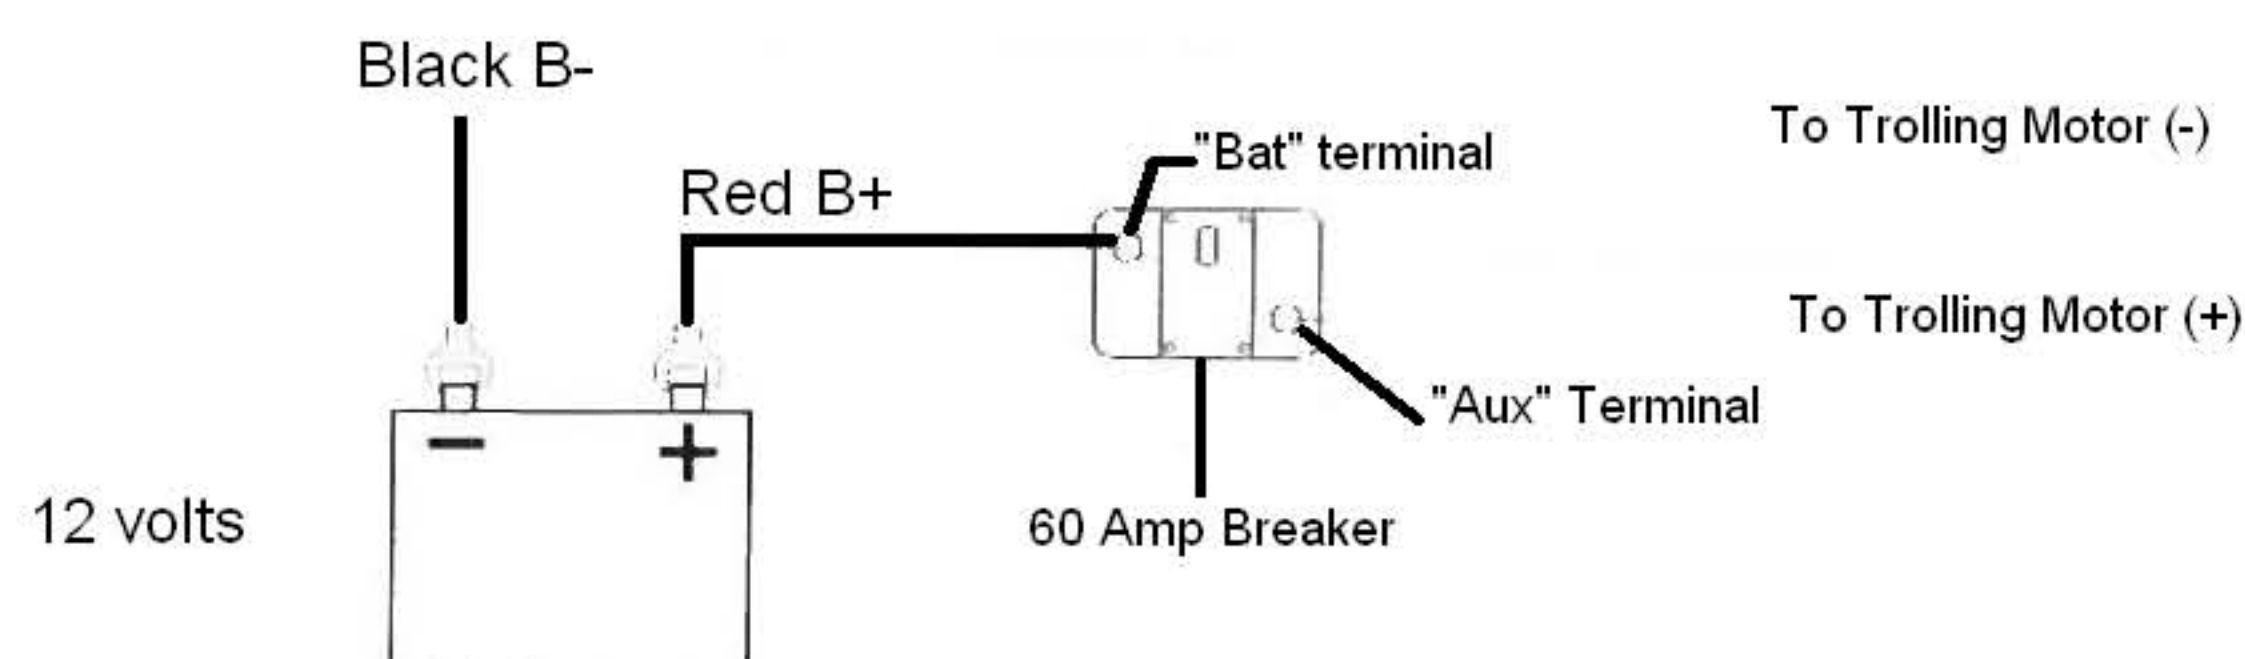 Black B-
To Trolling Motor (-)
"Bat" terminal
Red B+
To Trolling Motor (+)
"Aux" Terminal
− +
12 volts
60 Amp Breaker